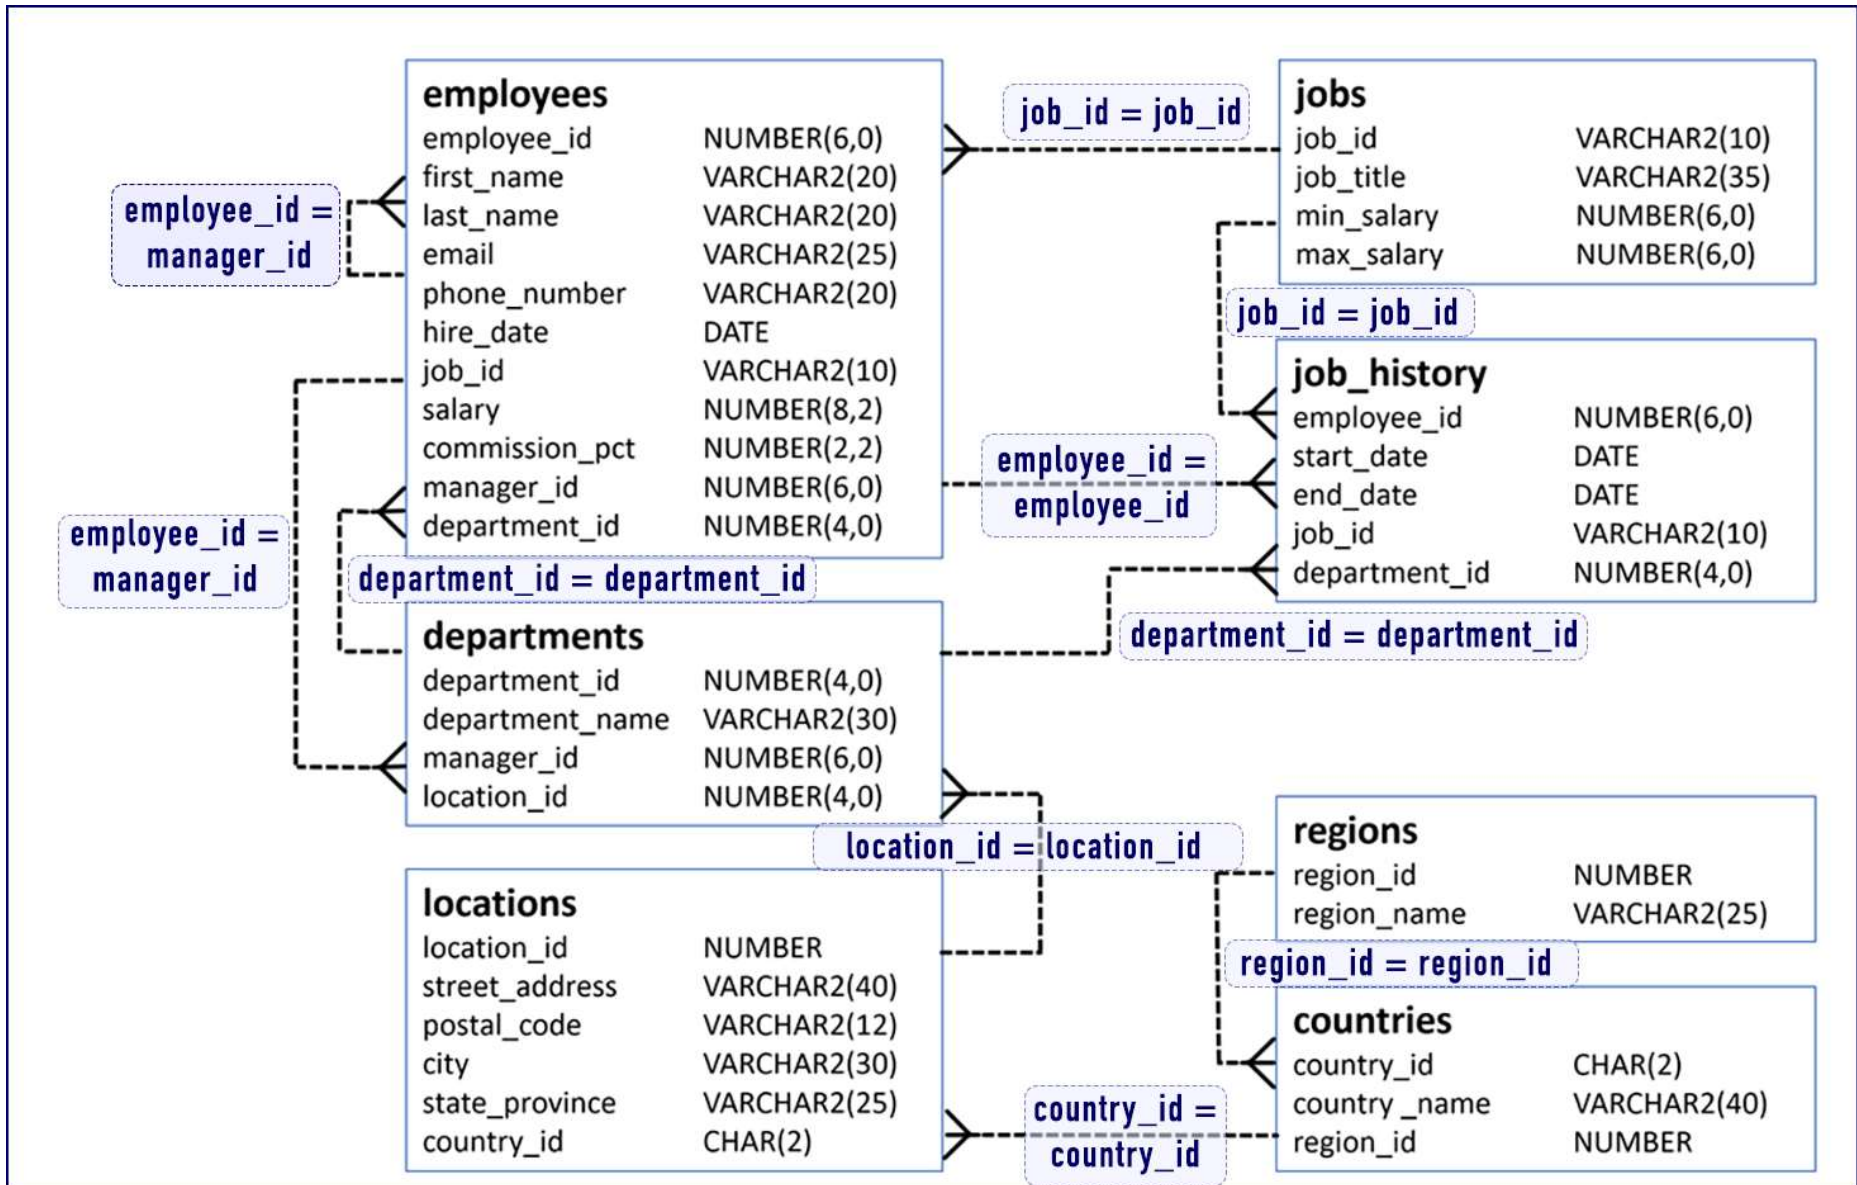 employees
employee_id NUMBER(6,0)
first_name VARCHAR2(20)
last_name VARCHAR2(20)
email VARCHAR2(25)
phone_number VARCHAR2(20)
hire_date DATE
job_id VARCHAR2(10)
salary NUMBER(8,2)
commission_pct NUMBER(2,2)
manager_id NUMBER(6,0)
department_id NUMBER(4,0)
job_id = job_id
jobs
job_id VARCHAR2(10)
job_title VARCHAR2(35)
min_salary NUMBER(6,0)
max_salary NUMBER(6,0)
employee_id =
manager_id
job_id = job_id
job_history
employee_id NUMBER(6,0)
start_date DATE
end_date DATE
job_id VARCHAR2(10)
department_id NUMBER(4,0)
employee_id =
employee_id
employee_id =
manager_id
department_id = department_id
department_id = department_id
departments
department_id NUMBER(4,0)
department_name VARCHAR2(30)
manager_id NUMBER(6,0)
location_id NUMBER(4,0)
location_id = location_id
locations
location_id NUMBER
street_address VARCHAR2(40)
postal_code VARCHAR2(12)
city VARCHAR2(30)
state_province VARCHAR2(25)
country_id CHAR(2)
regions
region_id NUMBER
region_name VARCHAR2(25)
region_id = region_id
countries
country_id CHAR(2)
country _name VARCHAR2(40)
region_id NUMBER
country_id =
country_id